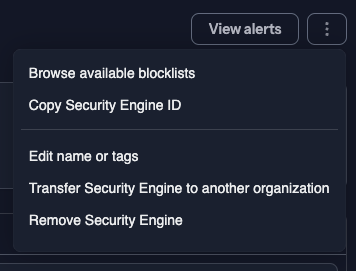 View alerts
Browse available blocklists
Copy Security Engine ID
Edit name or tags
Transfer Security Engine to another organization
Remove Security Engine